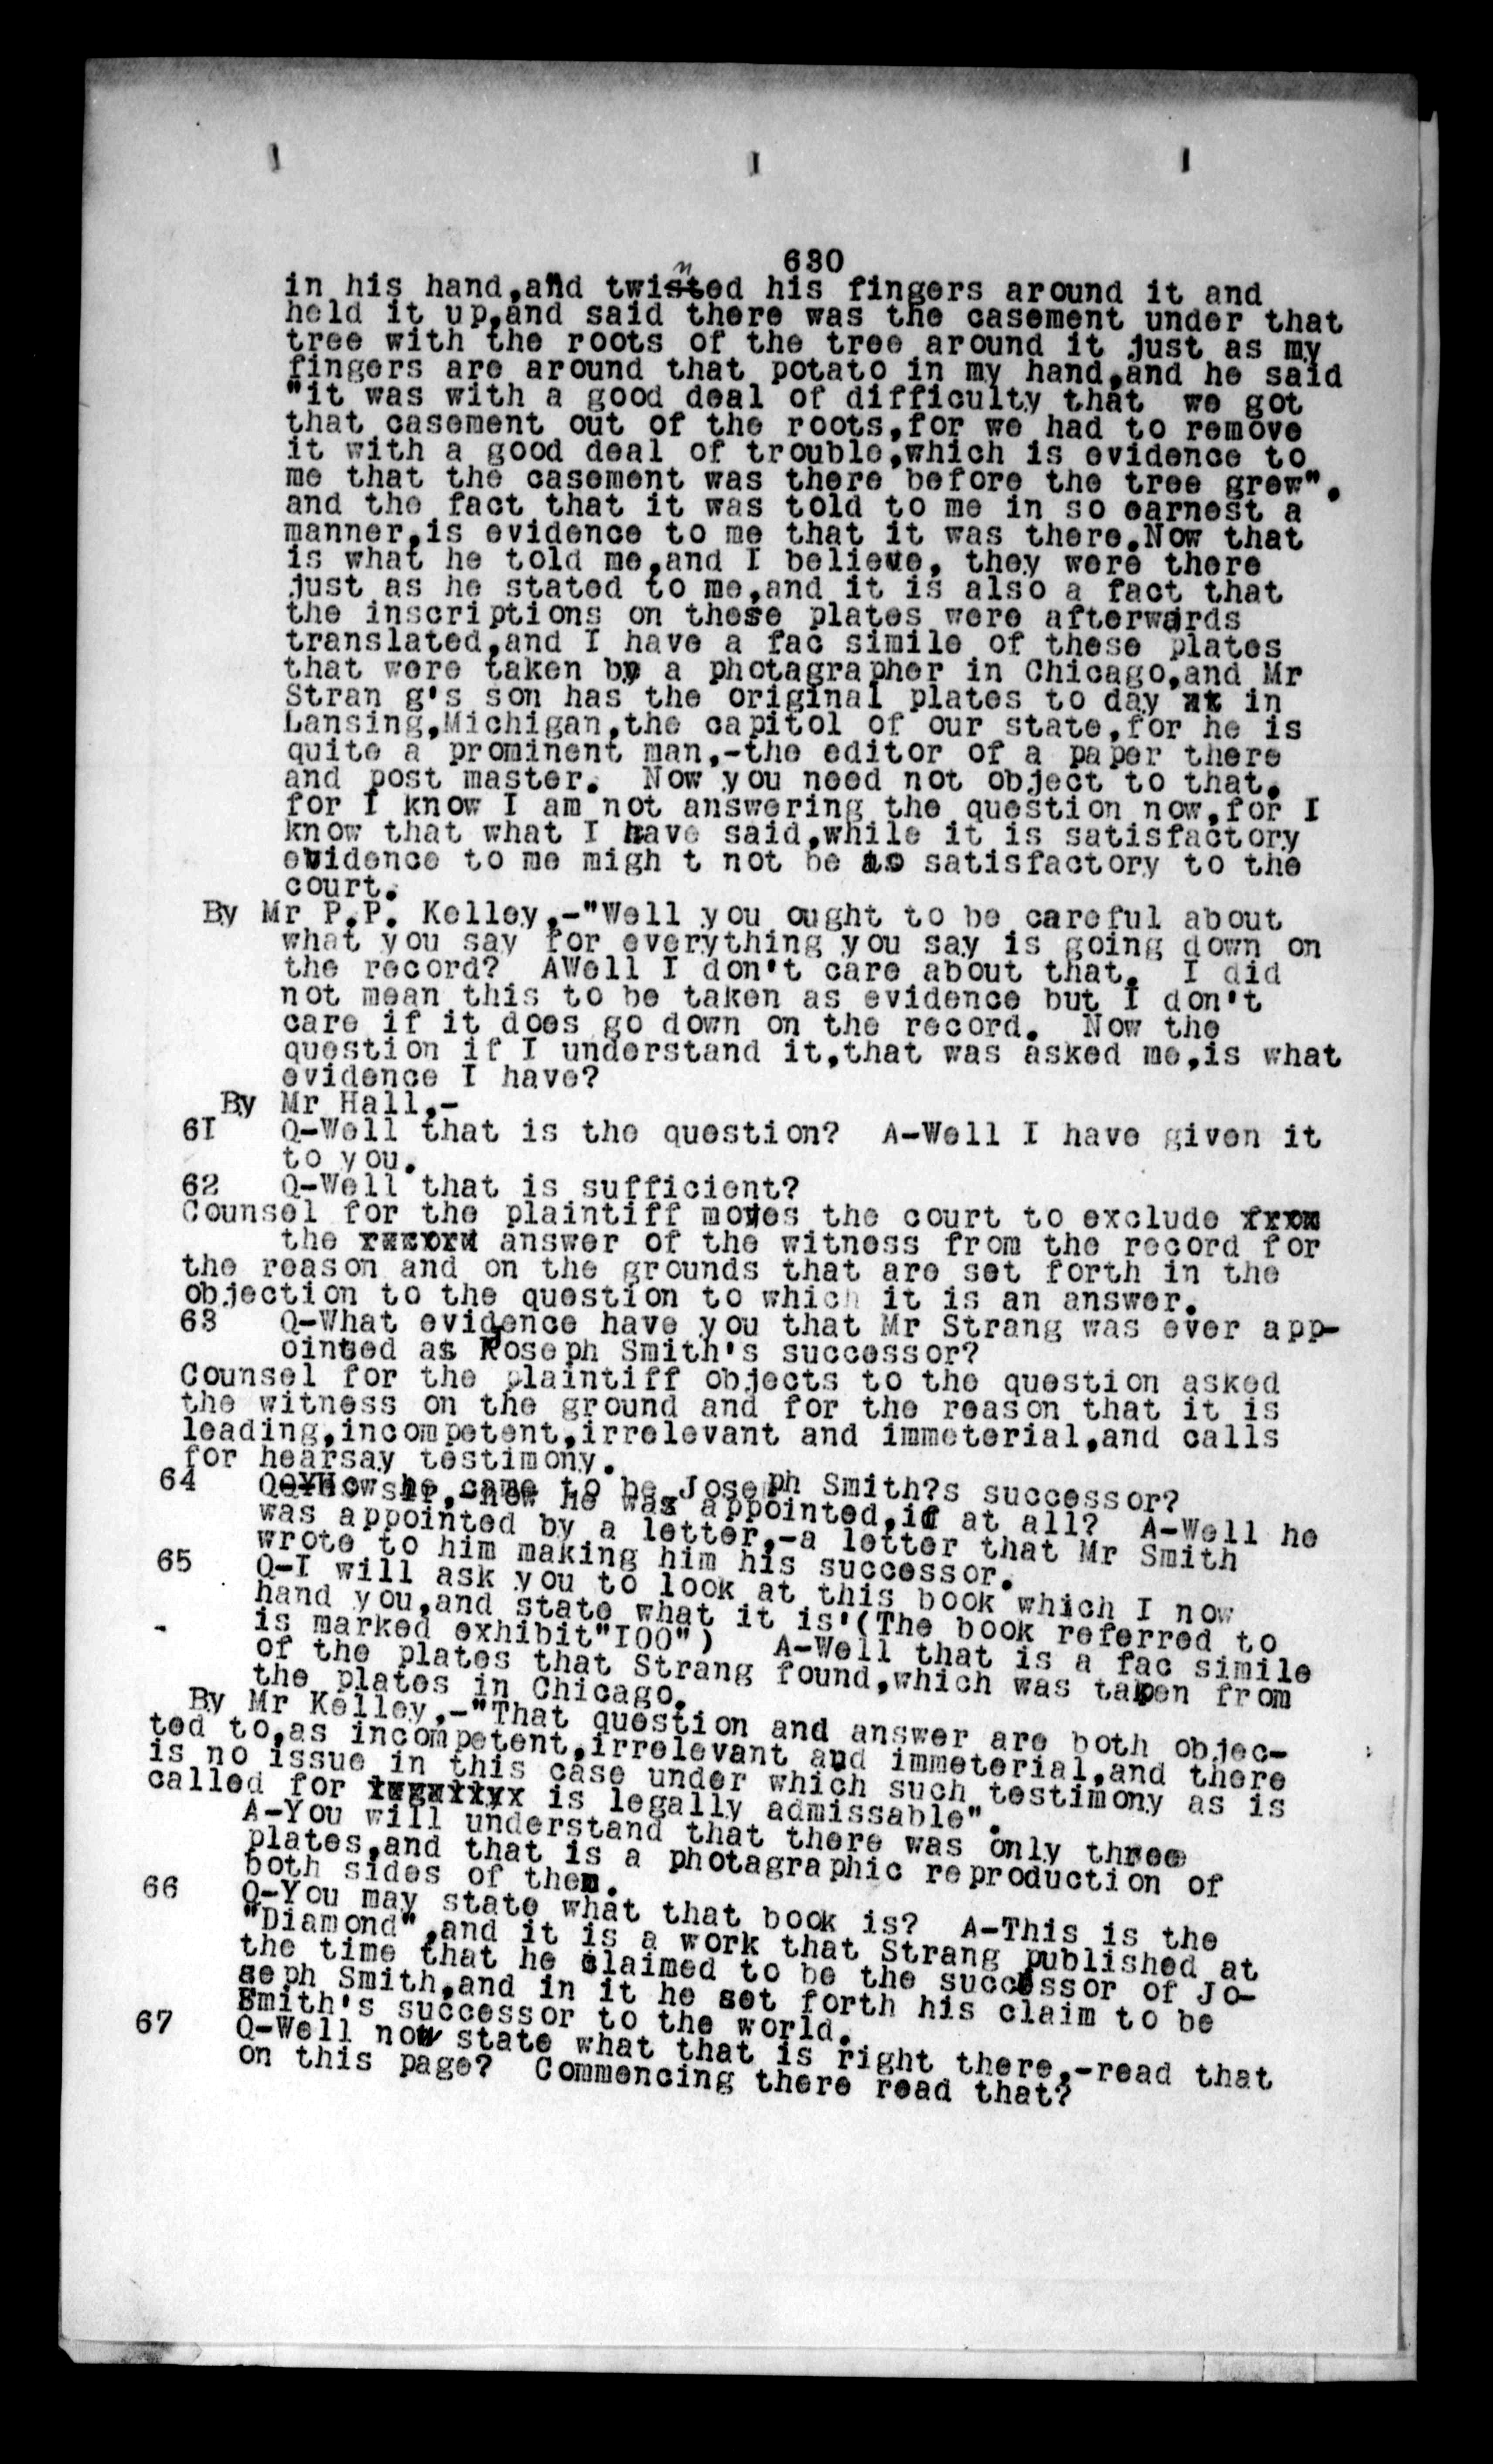 630
in his hand,and twinted his fingers around it and
held it up,and said there was the casement under that
tree with the roots of the tree around it just as my
fingers are around that potato in my hand,and he said
"it was with a good deal of difficulty that we got
that casement out of the roots,for we had to remove
it with a good deal of trouble,which is evidence to
me that the casement was there before the tree grew".
and the fact that it was told to me in so earnest a
manner,is evidence to me that it was there.Now that
is what he told me,and I believe, they were there
just as he stated to me,and it is also a fact that
the inscriptions on these plates were afterwards
translated,and I have a fac simile of these plates
that were taken by a photagrapher in Chicago,and Mr
Stran g's son has the original plates to day in
Lansing,Michigan,the capitol of our state,for he is
quite a prominent man,-the editor of a paper there
and post master. Now you need not object to that.
for I know I am not answering the question now,for I
know that what I have said,while it is satisfactory
evidence to me migh t not be so satisfactory to the
court.
By Mr P.P. Kelley,-"Well you ought to be careful about
what you say for everything you say is going down on
the record? AWell I don't care about that. I did
not mean this to be taken as evidence but I don't
care if it does go down on the record. Now the
question if I understand it,that was asked me,is what
evidence I have?
By Mr Hall,-
61 Q-Well that is the question? A-Well I have given it
to you.
62 Q-Well that is sufficient?
Counsel for the plaintiff moves the court to exclude
the answer of the witness from the record for
the reason and on the grounds that are set forth in the
objection to the question to which it is an answer.
63 Q-What evidence have you that Mr Strang was ever app-
ointed as Joseph Smith's successor?
Counsel for the plaintiff objects to the question asked
the witness on the ground and for the reason that it is
leading,incompetent,irrelevant and immeterial,and calls
for hearsay testimony.
64 he came to be Joseph Smith?s successor?
sir,-how he was appointed,if at all? A-Well he
was appointed by a letter,-a letter that Mr Smith
wrote to him making him his successor.
65 Q-I will ask you to look at this book which I now
hand you,and state what it is'(The book referred to
is marked exhibit"I00") A-Well that is a fac simile
of the plates that Strang found,which was taken from
the plates in Chicago.
By Mr Kelley,-"That question and answer are both objec-
ted to,as incompetent,irrelevant and immeterial,and there
is no issue in this case under which such testimony as is
called for is legally admissable".
A-You will understand that there was only three
plates,and that is a photagraphic reproduction of
both sides of them.
66 Q-You may state what that book is? A-This is the
"Diamond",and it is a work that Strang published at
the time that he claimed to be the successor of Jo-
seph Smith,and in it he set forth his claim to be
Smith's successor to the world.
67 Q-Well now state what that is right there,-read that
on this page? Commencing there read that?